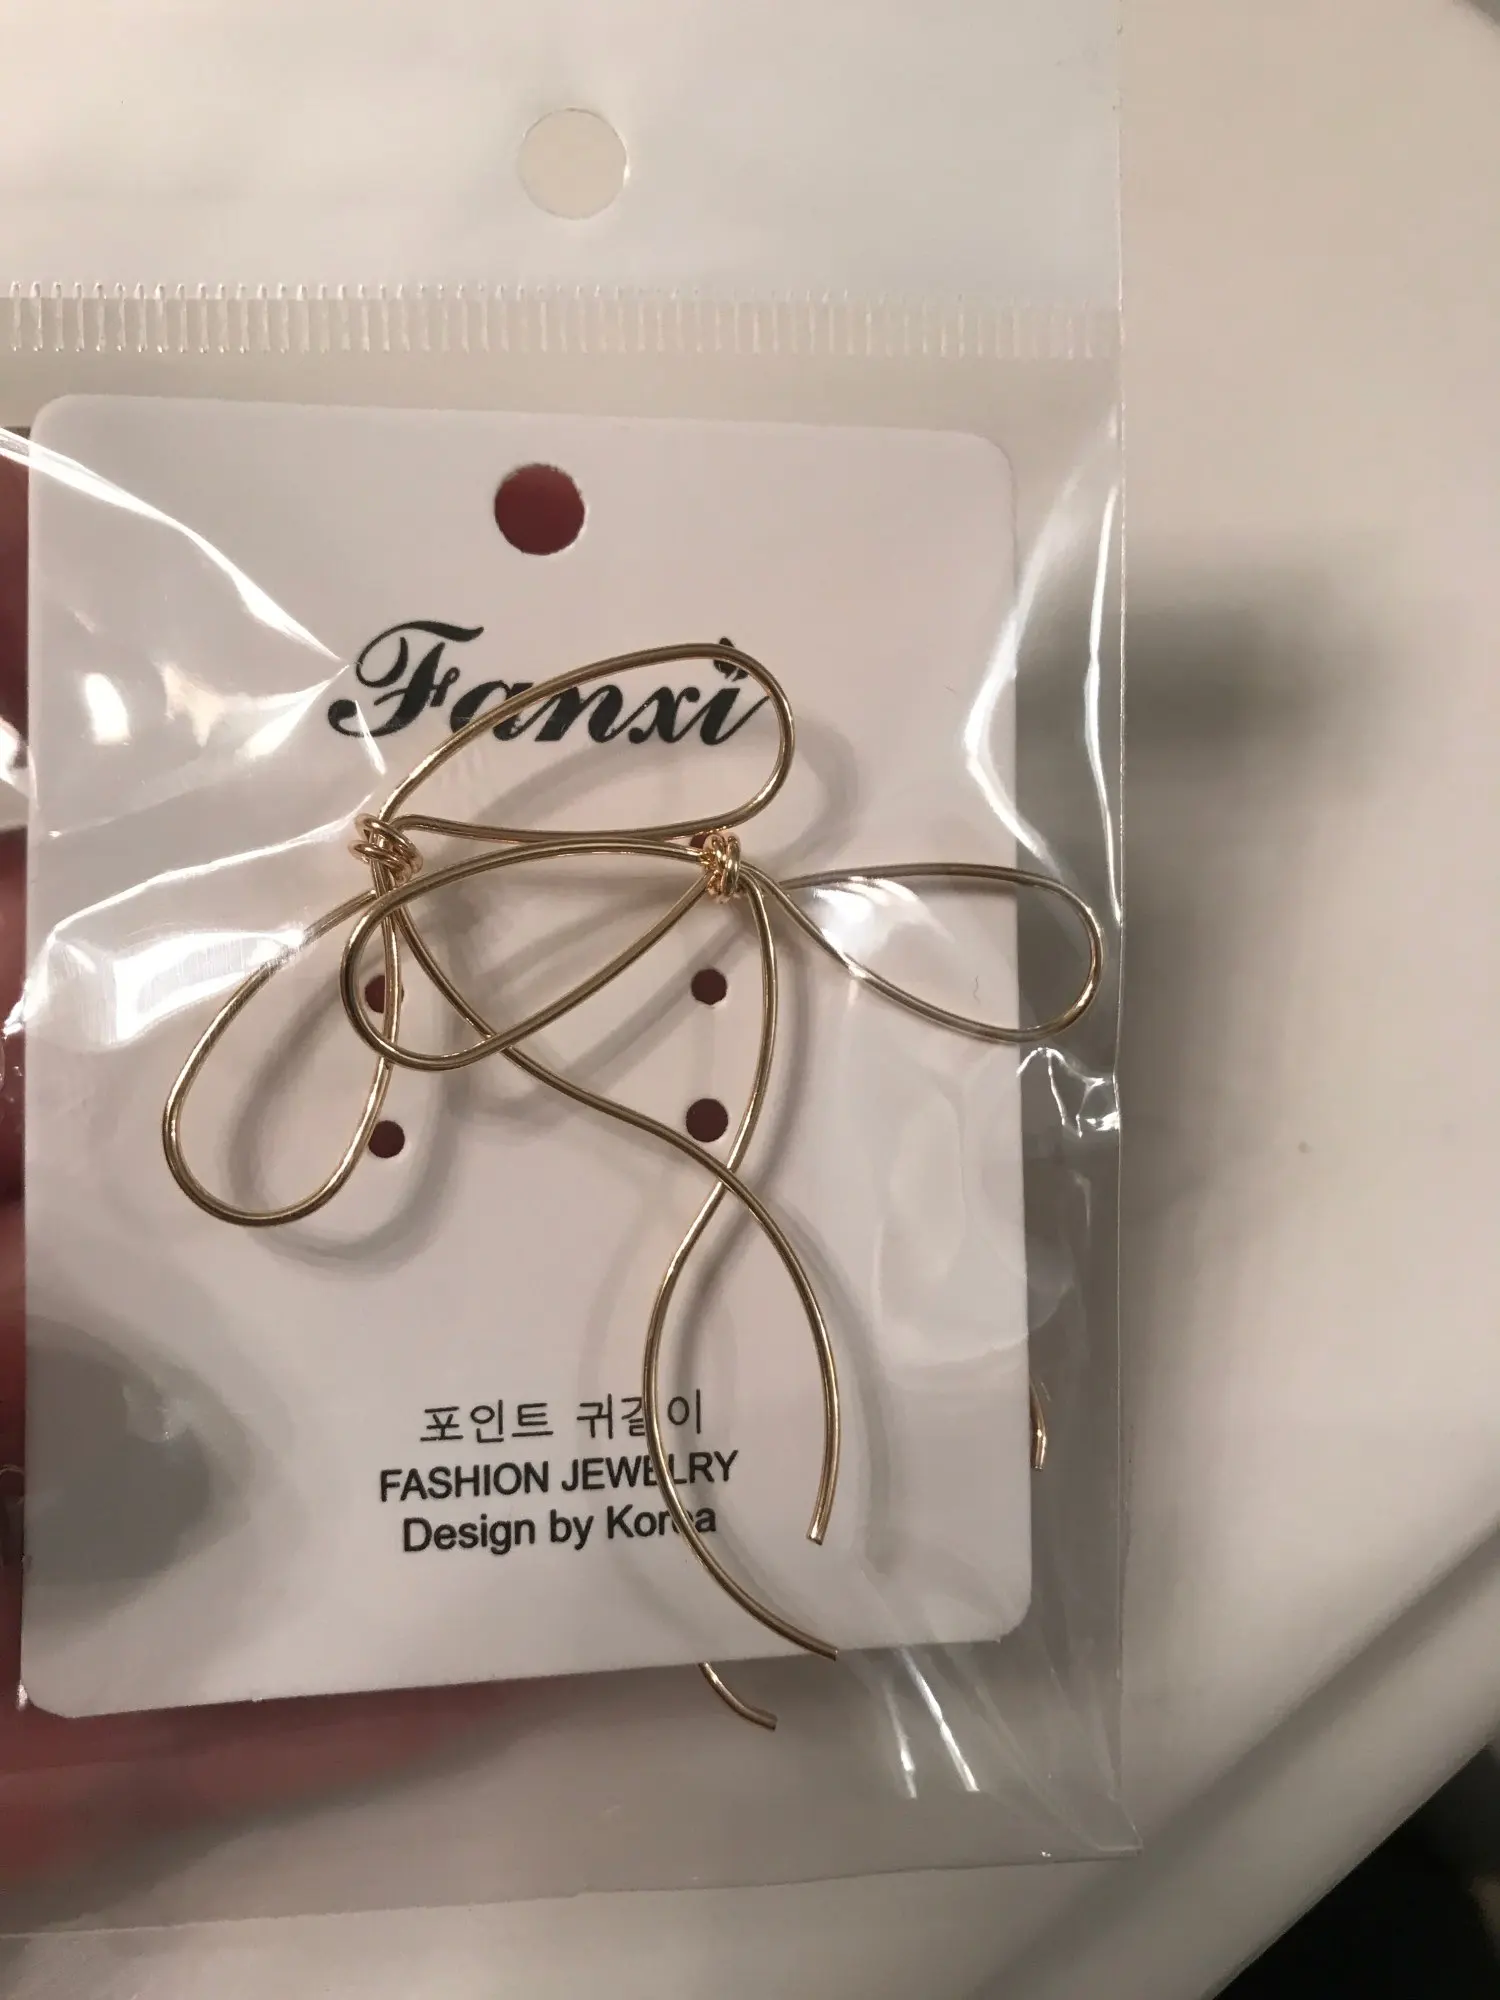 Fanxi
포인트 귀걸이
FASHION JEWELRY
Design by Korea